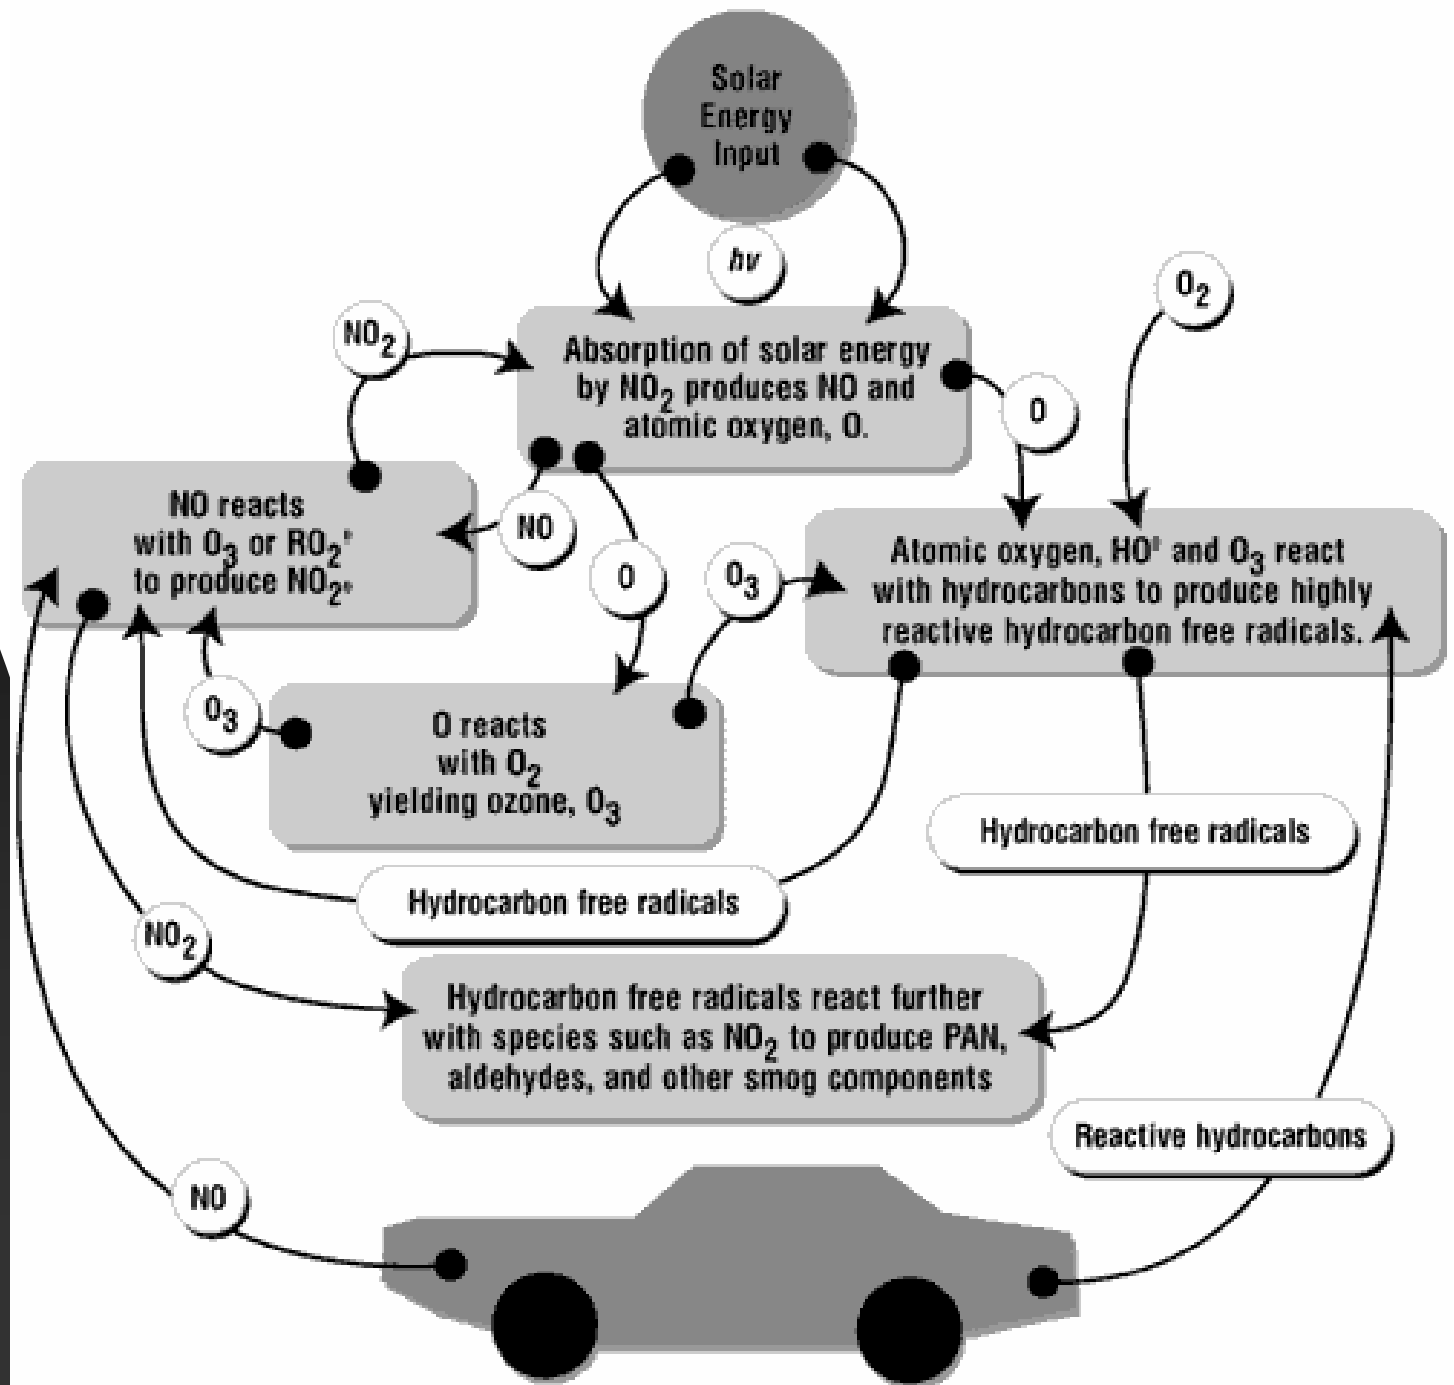 Solar
Energy
Input
hv
O2
NO2
Absorption of solar energy
by NO2 produces NO and
atomic oxygen, O.
O
NO reacts
with O3 or RO2•
to produce NO2•
NO
O
O3
Atomic oxygen, HO• and O3 react
with hydrocarbons to produce highly
reactive hydrocarbon free radicals.
O3
O reacts
with O2
yielding ozone, O3
Hydrocarbon free radicals
Hydrocarbon free radicals
NO2
Hydrocarbon free radicals react further
with species such as NO2 to produce PAN,
aldehydes, and other smog components
Reactive hydrocarbons
NO